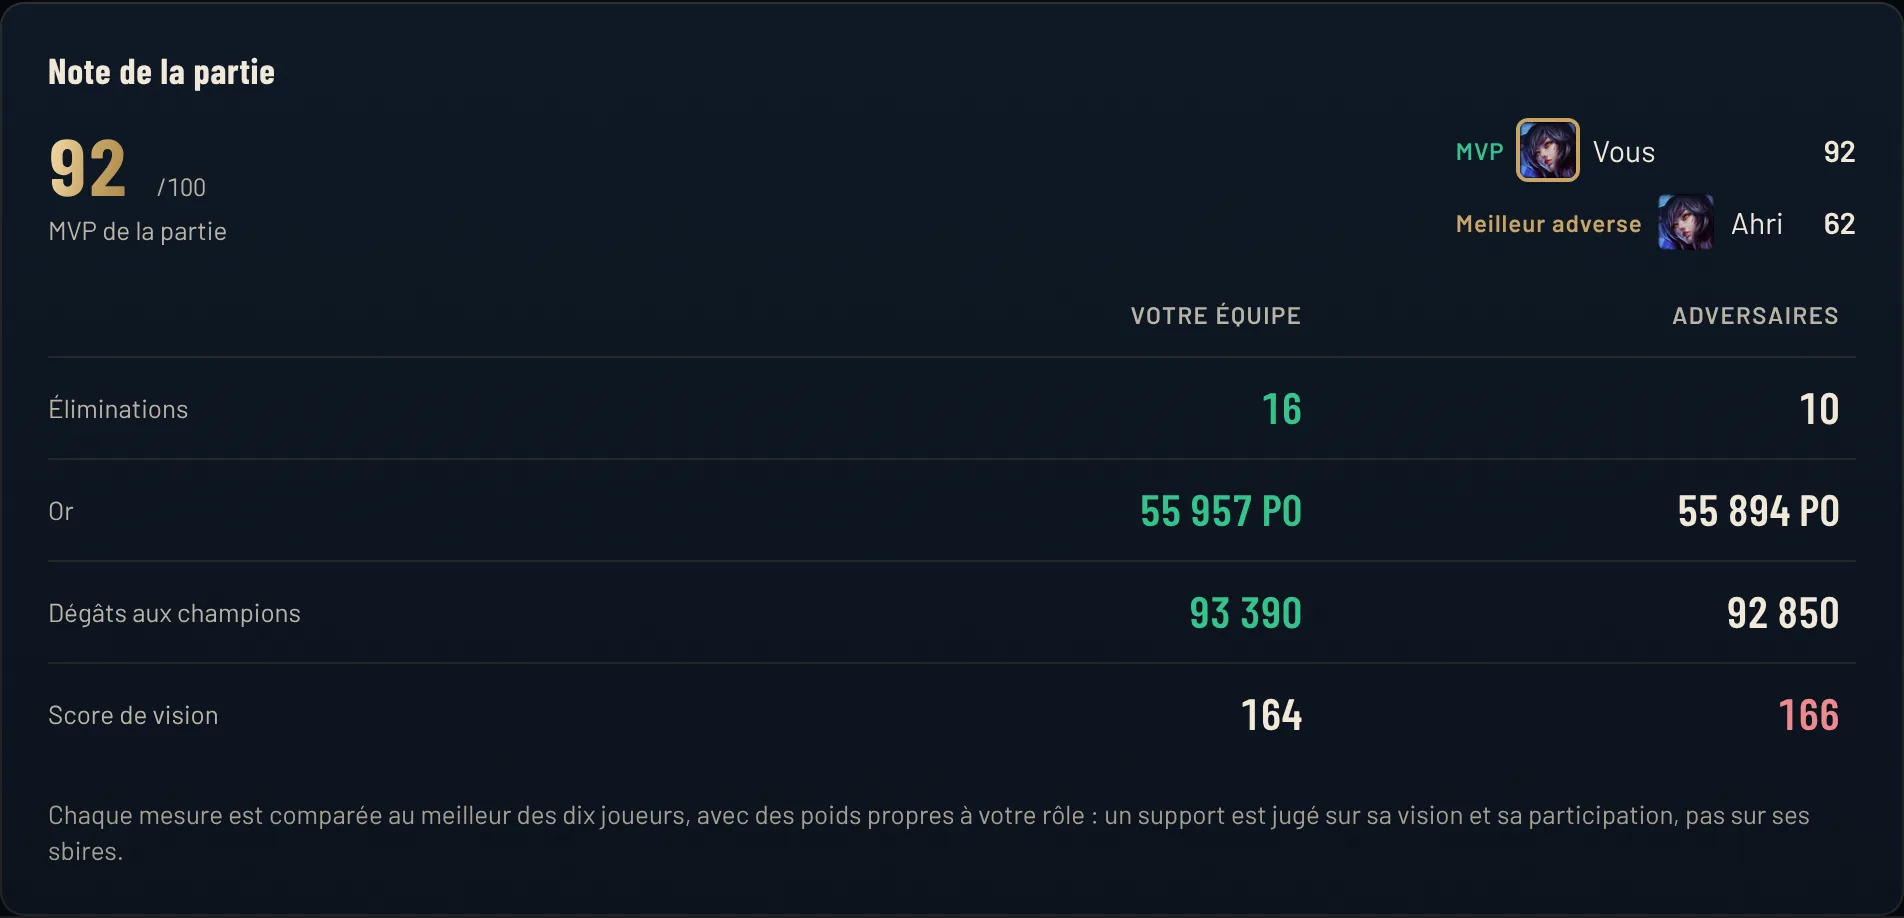 Note de la partie
92 /100
MVP de la partie
MVP Vous 92
Meilleur adverse Ahri 62
VOTRE ÉQUIPE ADVERSAIRES
Éliminations 16 10
Or 55 957 PO 55 894 PO
Dégâts aux champions 93 390 92 850
Score de vision 164 166
Chaque mesure est comparée au meilleur des dix joueurs, avec des poids propres à votre rôle : un support est jugé sur sa vision et sa participation, pas sur ses
sbires.